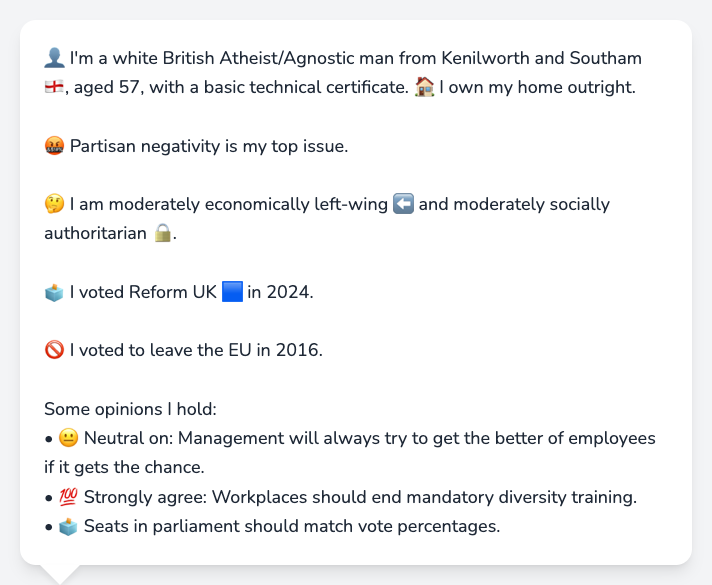 👤 I'm a white British Atheist/Agnostic man from Kenilworth and Southam
🏴󠁧󠁢󠁥󠁮󠁧󠁿, aged 57, with a basic technical certificate. 🏠 I own my home outright.
🤬 Partisan negativity is my top issue.
🤔 I am moderately economically left-wing ⬅️ and moderately socially
authoritarian 🔒.
🗳️ I voted Reform UK 🟦 in 2024.
🚫 I voted to leave the EU in 2016.
Some opinions I hold:
• 😐 Neutral on: Management will always try to get the better of employees
if it gets the chance.
• 💯 Strongly agree: Workplaces should end mandatory diversity training.
• 🗳️ Seats in parliament should match vote percentages.